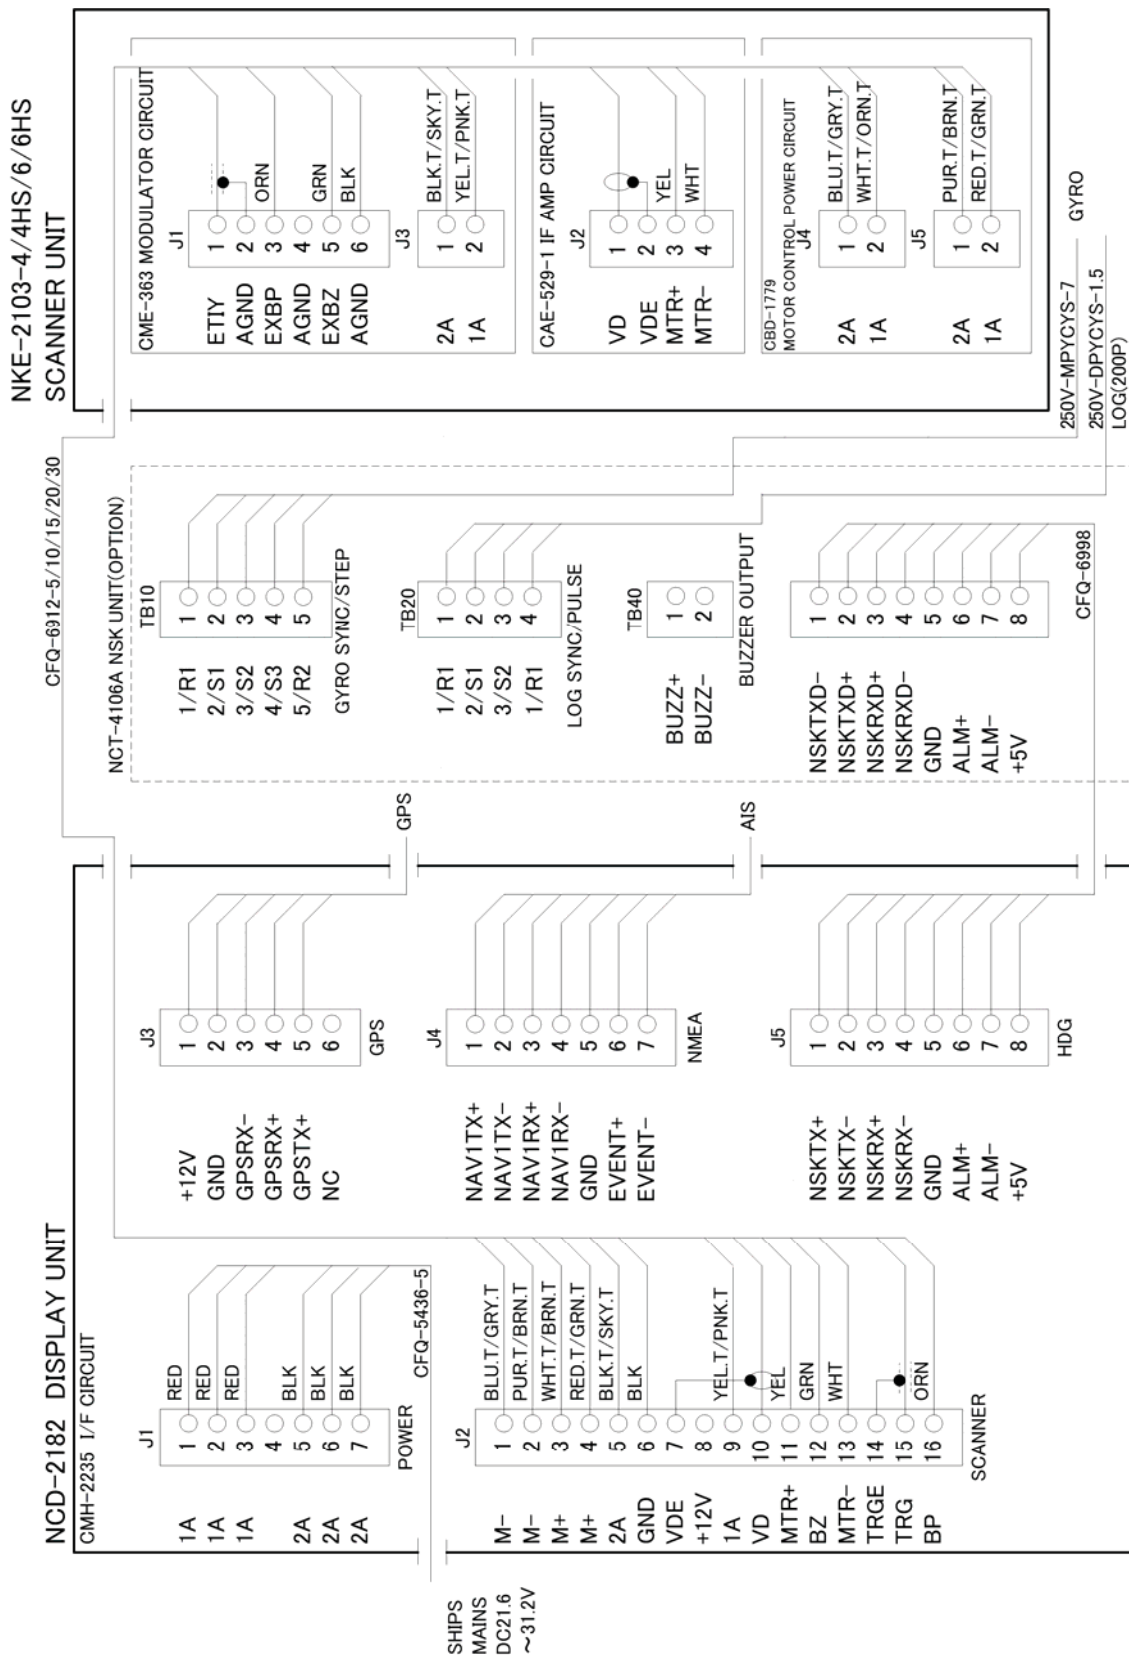 NKE-2103-4/4HS/6/6HS
SCANNER UNIT
CME-363 MODULATOR CIRCUIT
J1
ETIY 1
AGND 2
EXBP 3 ORN
AGND 4
EXBZ 5 GRN
AGND 6 BLK
J3
2A 1 BLK.T/SKY.T
1A 2 YEL.T/PNK.T
CAE-529-1 IF AMP CIRCUIT
J2
VD 1
VDE 2
MTR+ 3 YEL
MTR- 4 WHT
CBD-1779
MOTOR CONTROL POWER CIRCUIT
J4
2A 1 BLU.T/GRY.T
1A 2 WHT.T/ORN.T
J5
2A 1 PUR.T/BRN.T
1A 2 RED.T/GRN.T
CFQ-6912-5/10/15/20/30
250V-MPYCYS-7
GYRO
250V-DPYCYS-1.5
LOG(200P)
NCT-4106A NSK UNIT(OPTION)
TB10
1/R1 1
2/S1 2
3/S2 3
4/S3 4
5/R2 5
GYRO SYNC/STEP
TB20
1/R1 1
2/S1 2
3/S2 3
1/R1 4
LOG SYNC/PULSE
TB40
BUZZ+ 1
BUZZ- 2
BUZZER OUTPUT
NSKTXD- 1
NSKTXD+ 2
NSKRXD+ 3
NSKRXD- 4
GND 5
ALM+ 6
ALM- 7
+5V 8
CFQ-6998
GPS
AIS
NCD-2182 DISPLAY UNIT
CMH-2235 I/F CIRCUIT
J3
+12V 1
GND 2
GPSRX- 3
GPSRX+ 4
GPSTX+ 5
NC 6
GPS
J4
NAV1TX+ 1
NAV1TX- 2
NAV1RX+ 3
NAV1RX- 4
GND 5
EVENT+ 6
EVENT- 7
NMEA
J5
NSKTX+ 1
NSKTX- 2
NSKRX+ 3
NSKRX- 4
GND 5
ALM+ 6
ALM- 7
+5V 8
HDG
J1
1A 1 RED
1A 2 RED
1A 3 RED
4
2A 5 BLK
2A 6 BLK
2A 7 BLK
POWER
CFQ-5436-5
J2
M- 1 BLU.T/GRY.T
M- 2 PUR.T/BRN.T
M+ 3 WHT.T/BRN.T
M+ 4 RED.T/GRN.T
2A 5 BLK.T/SKY.T
GND 6 BLK
VDE 7
+12V 8
1A 9 YEL.T/PNK.T
VD 10
MTR+ 11 YEL
BZ 12 GRN
MTR- 13 WHT
TRGE 14
TRG 15
BP 16 ORN
SCANNER
SHIPS
MAINS
DC21.6
~31.2V